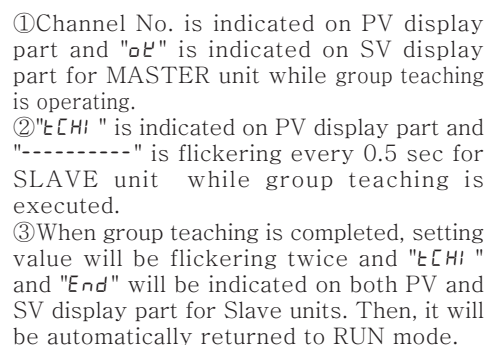 ①Channel No. is indicated on PV display
part and "oK" is indicated on SV display
part for MASTER unit while group teaching
is operating.
②"tCHI " is indicated on PV display part and
"----------" is flickering every 0.5 sec for
SLAVE unit while group teaching is
executed.
③When group teaching is completed, setting
value will be flickering twice and "tCHI "
and "End" will be indicated on both PV and
SV display part for Slave units. Then, it will
be automatically returned to RUN mode.